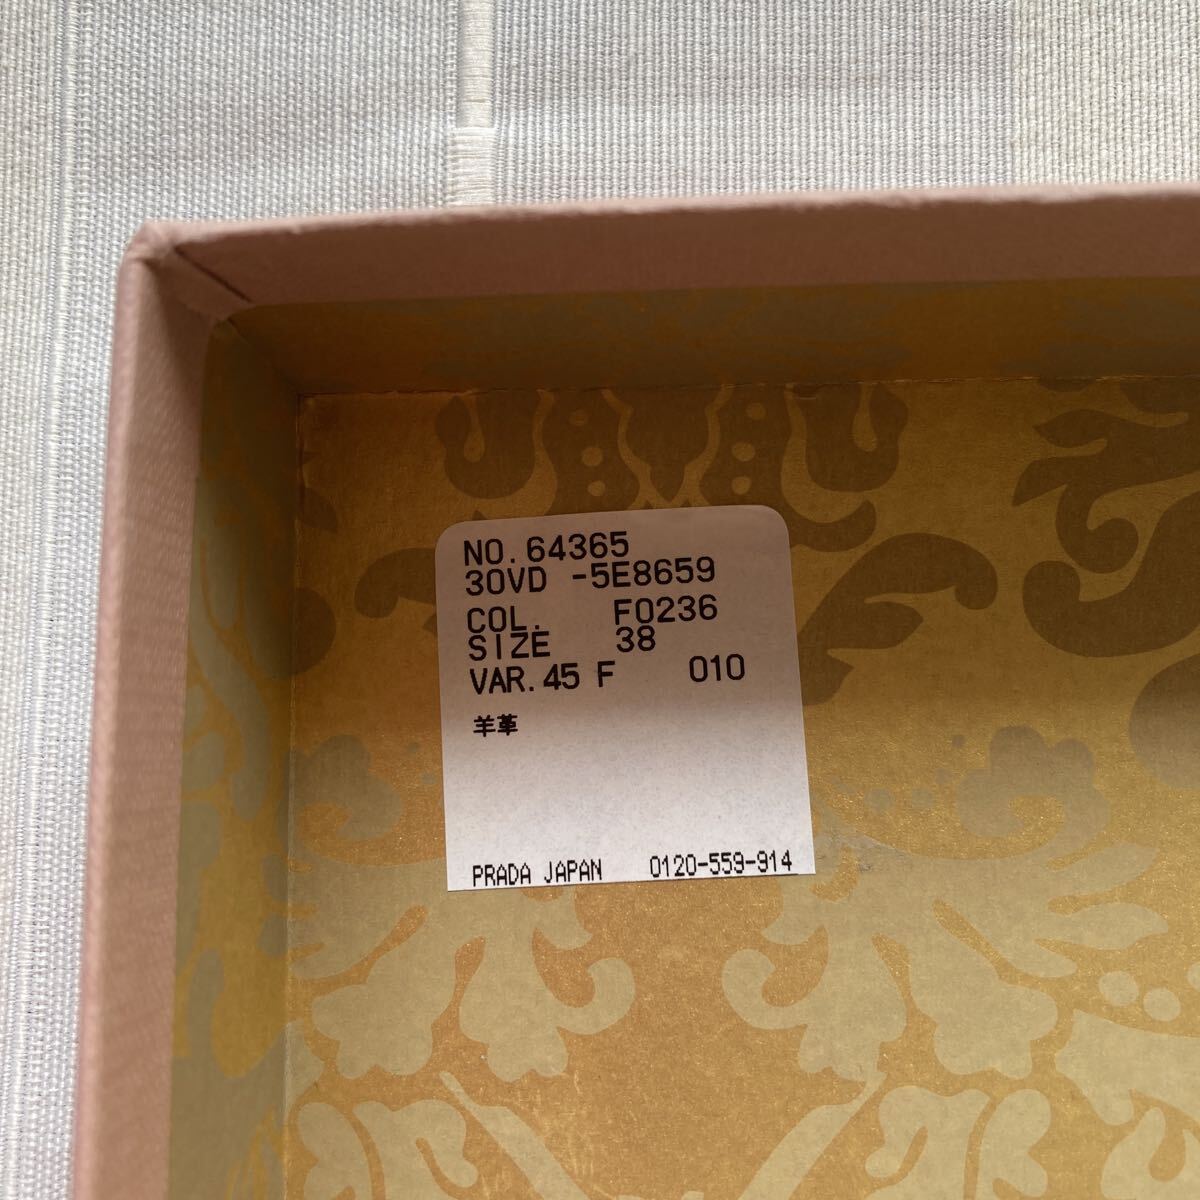 NO.64365
30VD -5E8659
COL. F0236
SIZE 38
VAR.45 F 010
羊革
PRADA JAPAN 0120-559-914